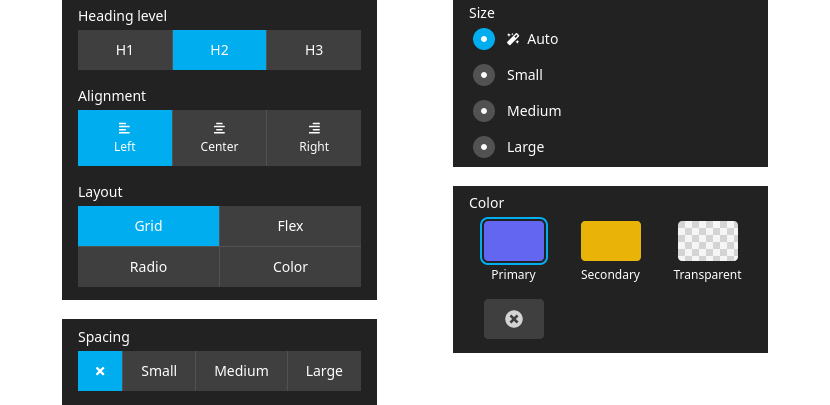 Heading level
H1 H2 H3
Alignment
Left Center Right
Layout
Grid Flex
Radio Color
Spacing
Small Medium Large
Size
Auto
Small
Medium
Large
Color
Primary Secondary Transparent